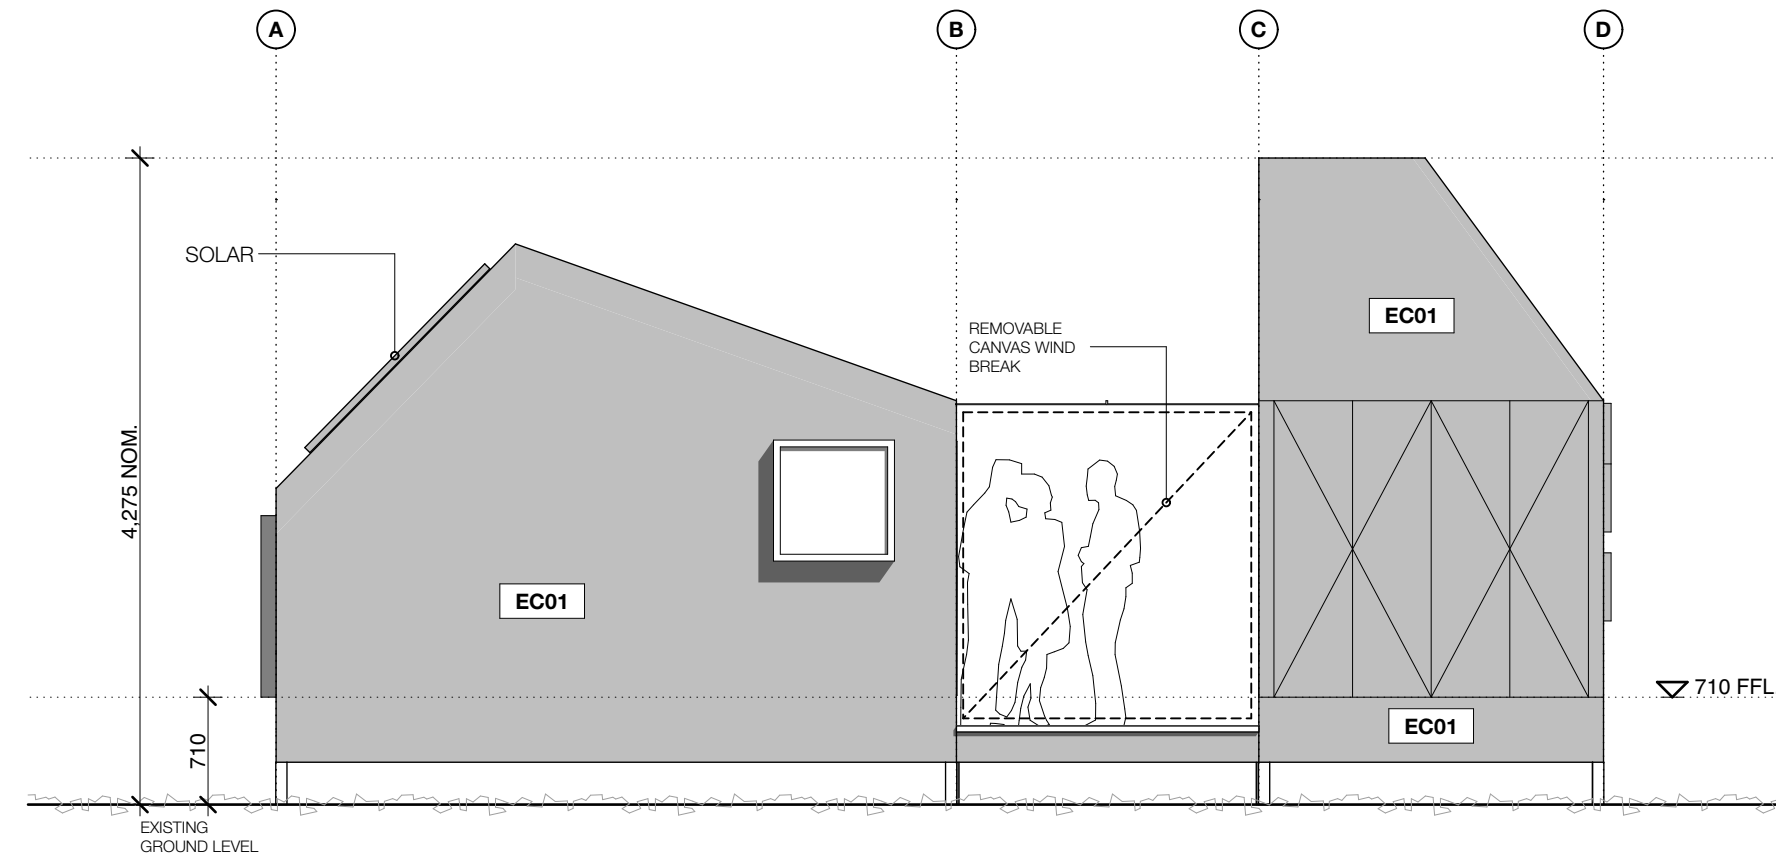 A
B
C
D
SOLAR
REMOVABLE
CANVAS WIND
BREAK
EC01
4,275 NOM.
EC01
710 FFL
EC01
710
EXISTING
GROUND LEVEL